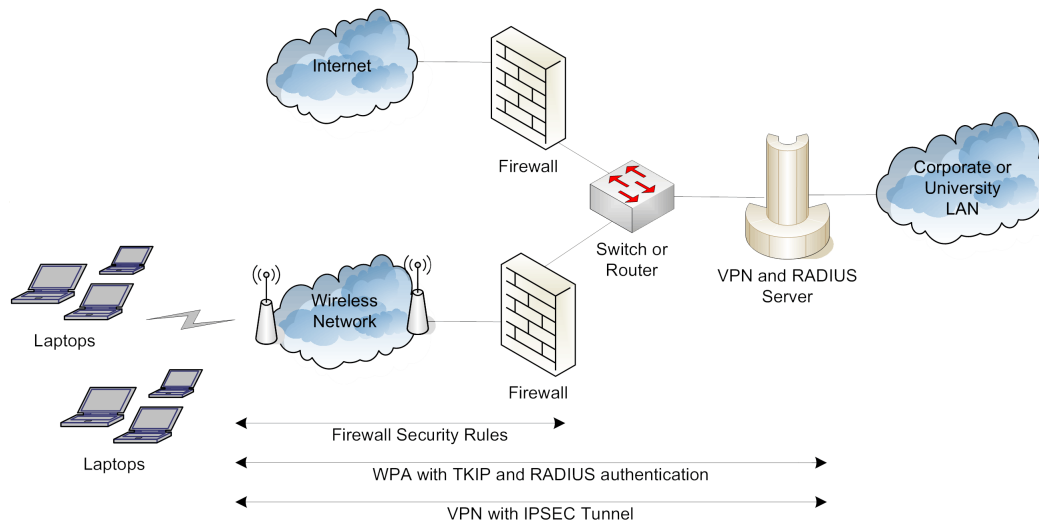 Internet
Firewall
Corporate or
University
LAN
Switch or
Router
VPN and RADIUS
Server
Wireless
Network
Laptops
Firewall
Laptops
Firewall Security Rules
WPA with TKIP and RADIUS authentication
VPN with IPSEC Tunnel